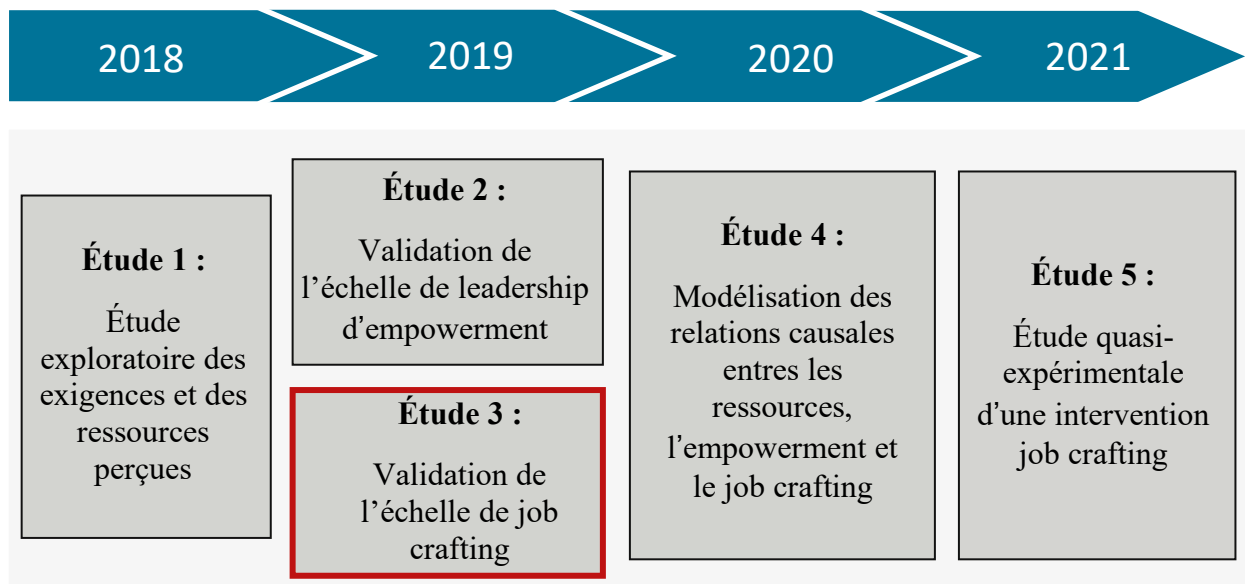 2018
2019
2020
2021
Étude 1 :
Étude
exploratoire des
exigences et des
ressources
perçues
Étude 2 :
Validation de
l’échelle de leadership
d’empowerment
Étude 3 :
Validation de
l’échelle de job
crafting
Étude 4 :
Modélisation des
relations causales
entres les
ressources,
l’empowerment et
le job crafting
Étude 5 :
Étude quasi-
expérimentale
d’une intervention
job crafting